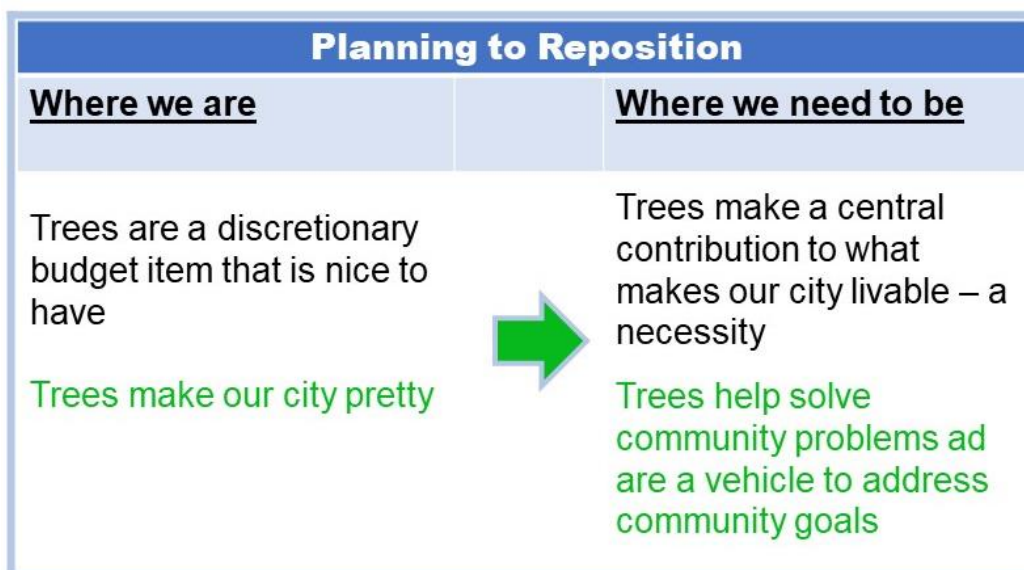 Planning to Reposition
Where we are
Where we need to be
Trees are a discretionary
budget item that is nice to
have
Trees make our city pretty
Trees make a central
contribution to what
makes our city livable – a
necessity
Trees help solve
community problems ad
are a vehicle to address
community goals